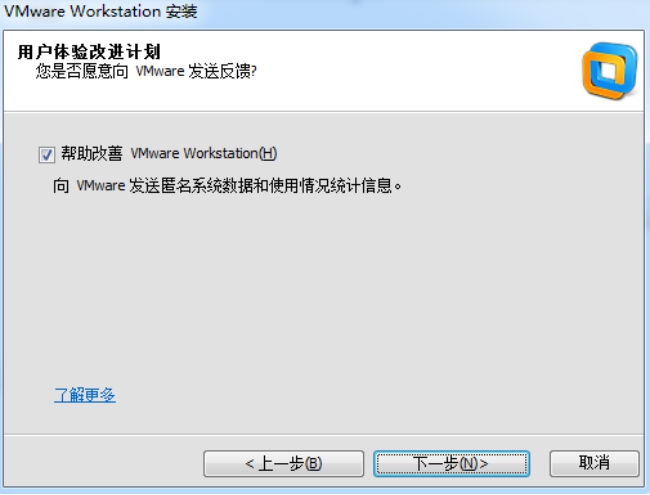 VMware Workstation 安装
用户体验改进计划
您是否愿意向 VMware 发送反馈?
帮助改善 VMware Workstation(H)
向 VMware 发送匿名系统数据和使用情况统计信息。
了解更多
< 上一步(B)
下一步(N)>
取消